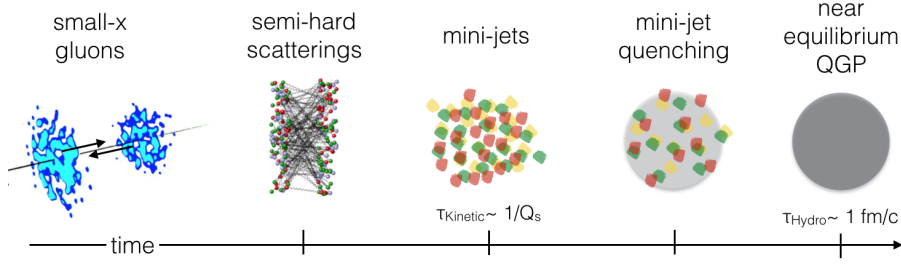 small-x
gluons
semi-hard
scatterings
mini-jets
mini-jet
quenching
near
equilibrium
QGP
τKinetic~ 1/Qs
τHydro~ 1 fm/c
time